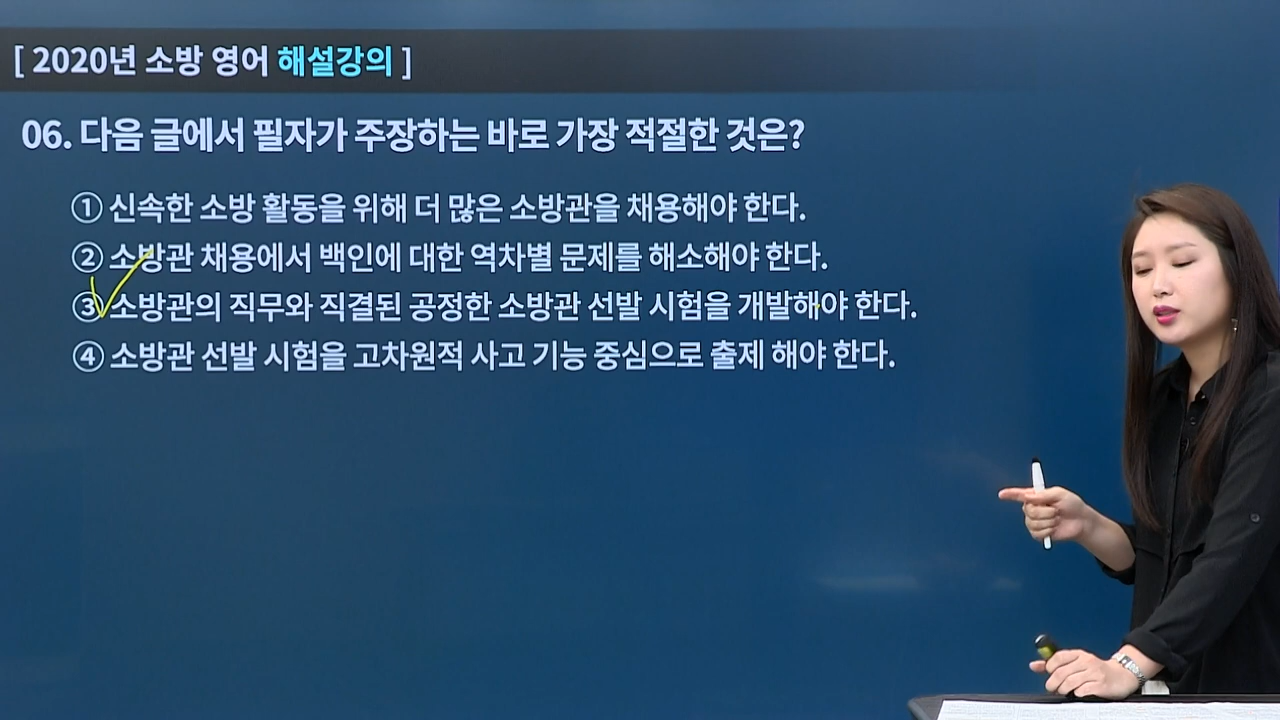 [ 2020년 소방 영어 해설강의 ]
06. 다음 글에서 필자가 주장하는 바로 가장 적절한 것은?
① 신속한 소방 활동을 위해 더 많은 소방관을 채용해야 한다.
② 소방관 채용에서 백인에 대한 역차별 문제를 해소해야 한다.
③ 소방관의 직무와 직결된 공정한 소방관 선발 시험을 개발해야 한다.
④ 소방관 선발 시험을 고차원적 사고 기능 중심으로 출제 해야 한다.